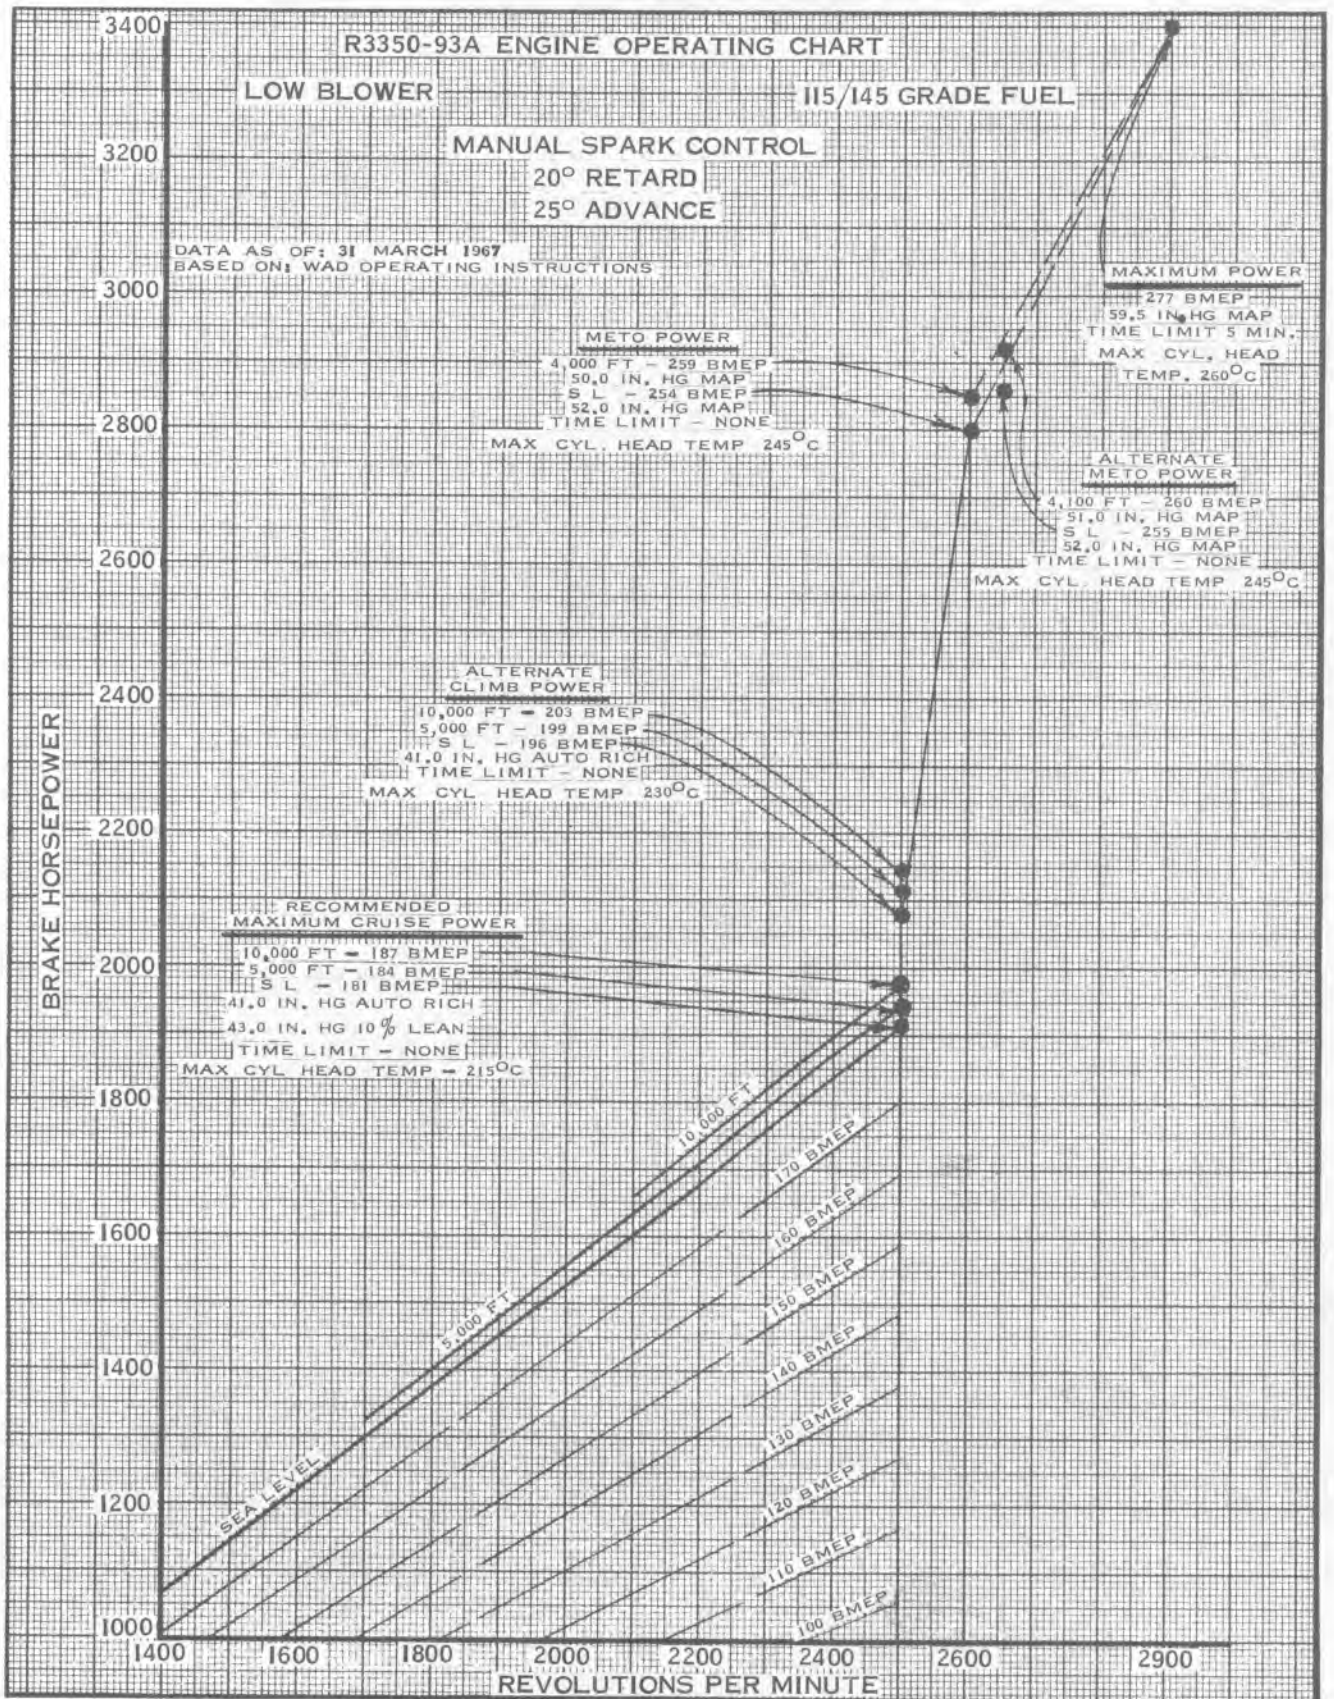 R3350-93A ENGINE OPERATING CHART
LOW BLOWER
115/145 GRADE FUEL
MANUAL SPARK CONTROL
20° RETARD
25° ADVANCE
DATA AS OF: 31 MARCH 1967
BASED ON: WAD OPERATING INSTRUCTIONS
MAXIMUM POWER
277 BMEP
59.5 IN. HG MAP
TIME LIMIT 5 MIN.
MAX CYL. HEAD
TEMP. 260°C
METO POWER
4,000 FT - 259 BMEP
50.0 IN. HG MAP
S L - 254 BMEP
52.0 IN. HG MAP
TIME LIMIT - NONE
MAX CYL. HEAD TEMP 245°C
ALTERNATE
METO POWER
4,100 FT - 260 BMEP
51.0 IN. HG MAP
S L - 255 BMEP
52.0 IN. HG MAP
TIME LIMIT - NONE
MAX CYL. HEAD TEMP 245°C
ALTERNATE
CLIMB POWER
10,000 FT - 203 BMEP
5,000 FT - 199 BMEP
S L - 196 BMEP
41.0 IN. HG AUTO RICH
TIME LIMIT - NONE
MAX CYL HEAD TEMP 230°C
RECOMMENDED
MAXIMUM CRUISE POWER
10,000 FT - 187 BMEP
5,000 FT - 184 BMEP
S L - 181 BMEP
41.0 IN. HG AUTO RICH
43.0 IN. HG 10% LEAN
TIME LIMIT - NONE
MAX CYL HEAD TEMP - 215°C
10,000 FT
5,000 FT
SEA LEVEL
170 BMEP
160 BMEP
150 BMEP
140 BMEP
130 BMEP
120 BMEP
110 BMEP
100 BMEP
BRAKE HORSEPOWER
3400
3200
3000
2800
2600
2400
2200
2000
1800
1600
1400
1200
1000
1400 1600 1800 2000 2200 2400 2600 2900
REVOLUTIONS PER MINUTE